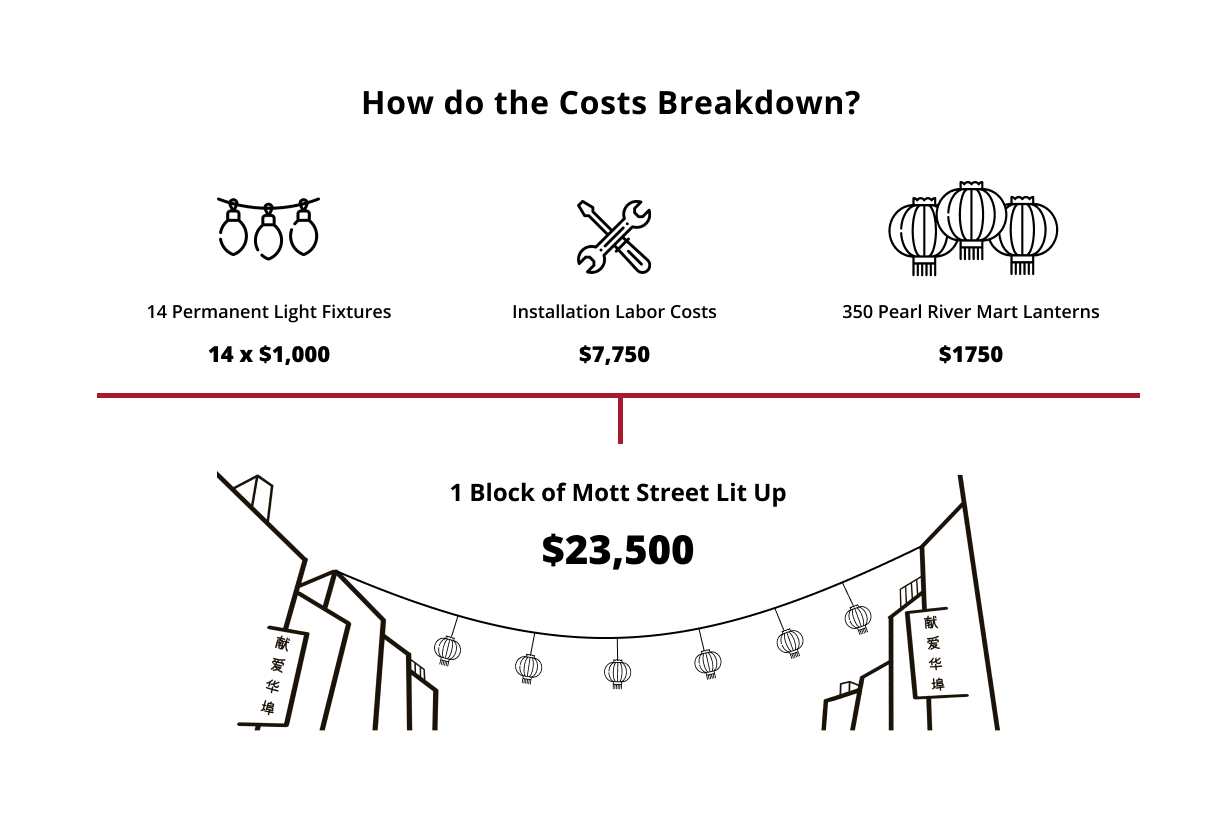 How do the Costs Breakdown?
14 Permanent Light Fixtures
14 x $1,000
Installation Labor Costs
$7,750
350 Pearl River Mart Lanterns
$1750
1 Block of Mott Street Lit Up
$23,500
献爱华埠
献爱华埠